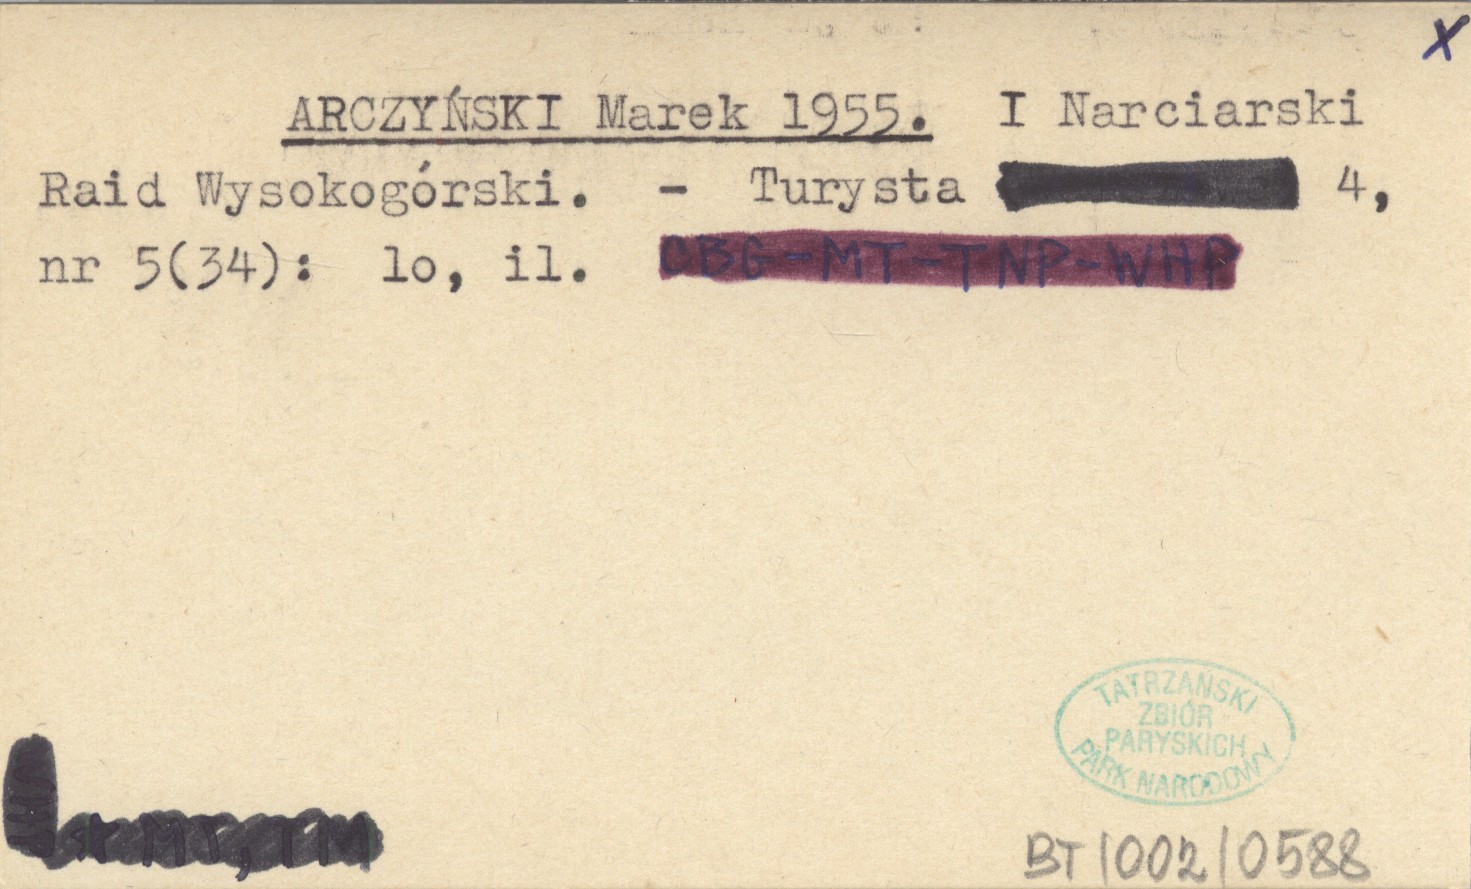 X
ARCZYŃSKI Marek 1955. I Narciarski
Raid Wysokogórski. - Turysta 4,
nr 5(34): lo, il. CBG-MT-TNP-WHP
TATRZAŃSKI
ZBIÓR
PARYSKICH
PARK NARODOWY
MT, TM
BT/002/0588